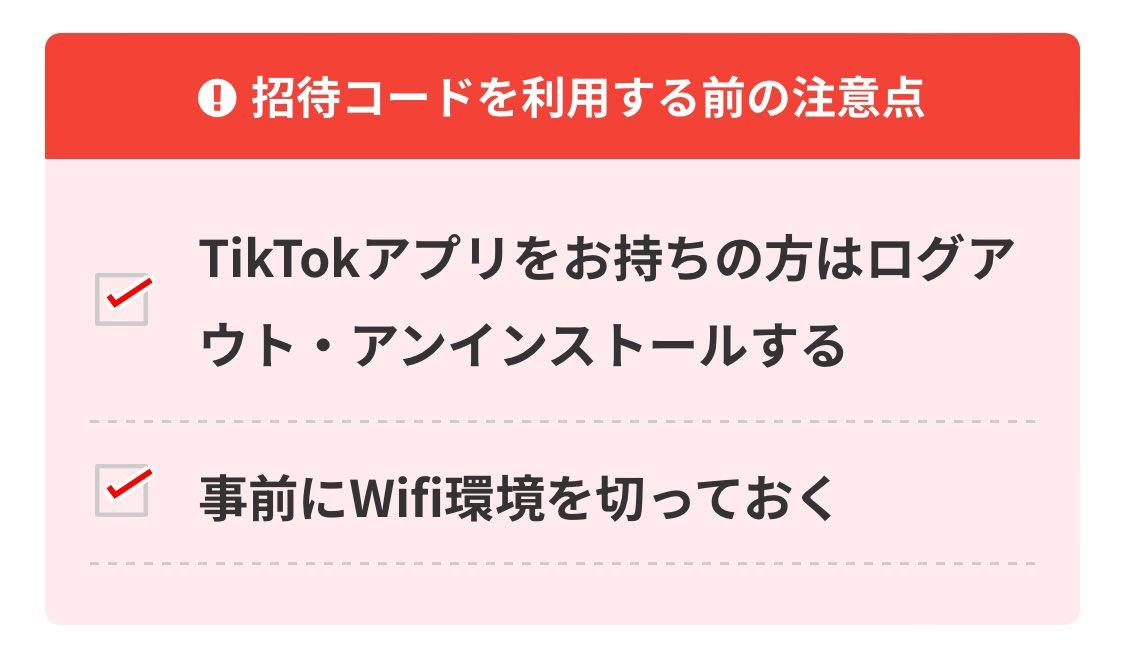 招待コードを利用する前の注意点
TikTokアプリをお持ちの方はログア
ウト・アンインストールする
事前にWifi環境を切っておく